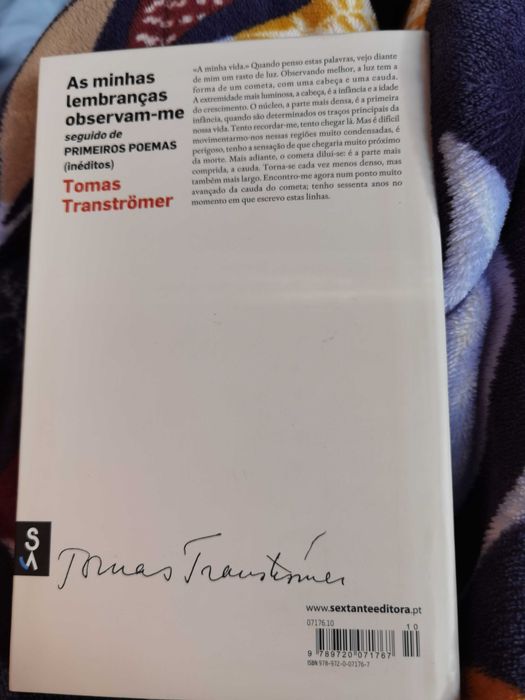 As minhas
lembranças
observam-me
seguido de
PRIMEIROS POEMAS
(inéditos)
Tomas
Tranströmer
«A minha vida.» Quando penso estas palavras, vejo diante
de mim um rasto de luz. Observando melhor, a luz tem a
forma de um cometa, com uma cabeça e uma cauda.
A extremidade mais luminosa, a cabeça, é a infância e a idade
do crescimento. O núcleo, a parte mais densa, é a primeira
infância, quando são determinados os traços principais da
nossa vida. Tento recordar-me, tento chegar lá. Mas é difícil
movimentarmo-nos nessas regiões muito condensadas, é
perigoso, tenho a sensação de que chegaria muito próximo
da morte. Mais adiante, o cometa dilui-se: é a parte mais
comprida, a cauda. Torna-se cada vez menos denso, mas
também mais largo. Encontro-me agora num ponto muito
avançado da cauda do cometa; tenho sessenta anos no
momento em que escrevo estas linhas.
Tomas Tranströmer
www.sextanteeditora.pt
07176.10
10
9 789720 071767
ISBN 978-972-0-07176-7